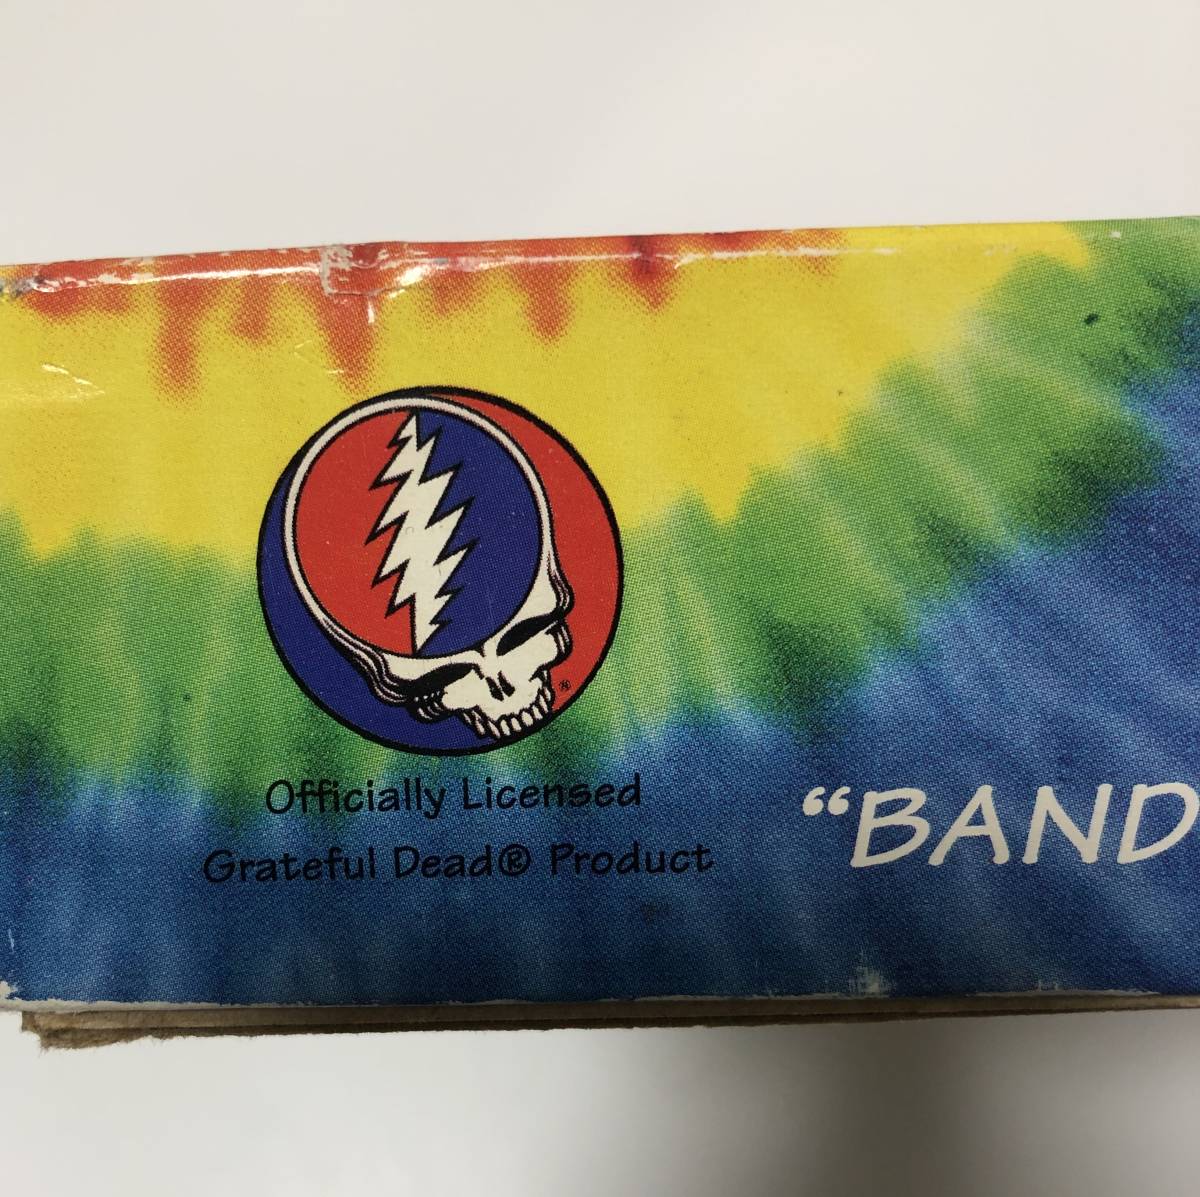 Officially Licensed
Grateful Dead® Product
“BAND